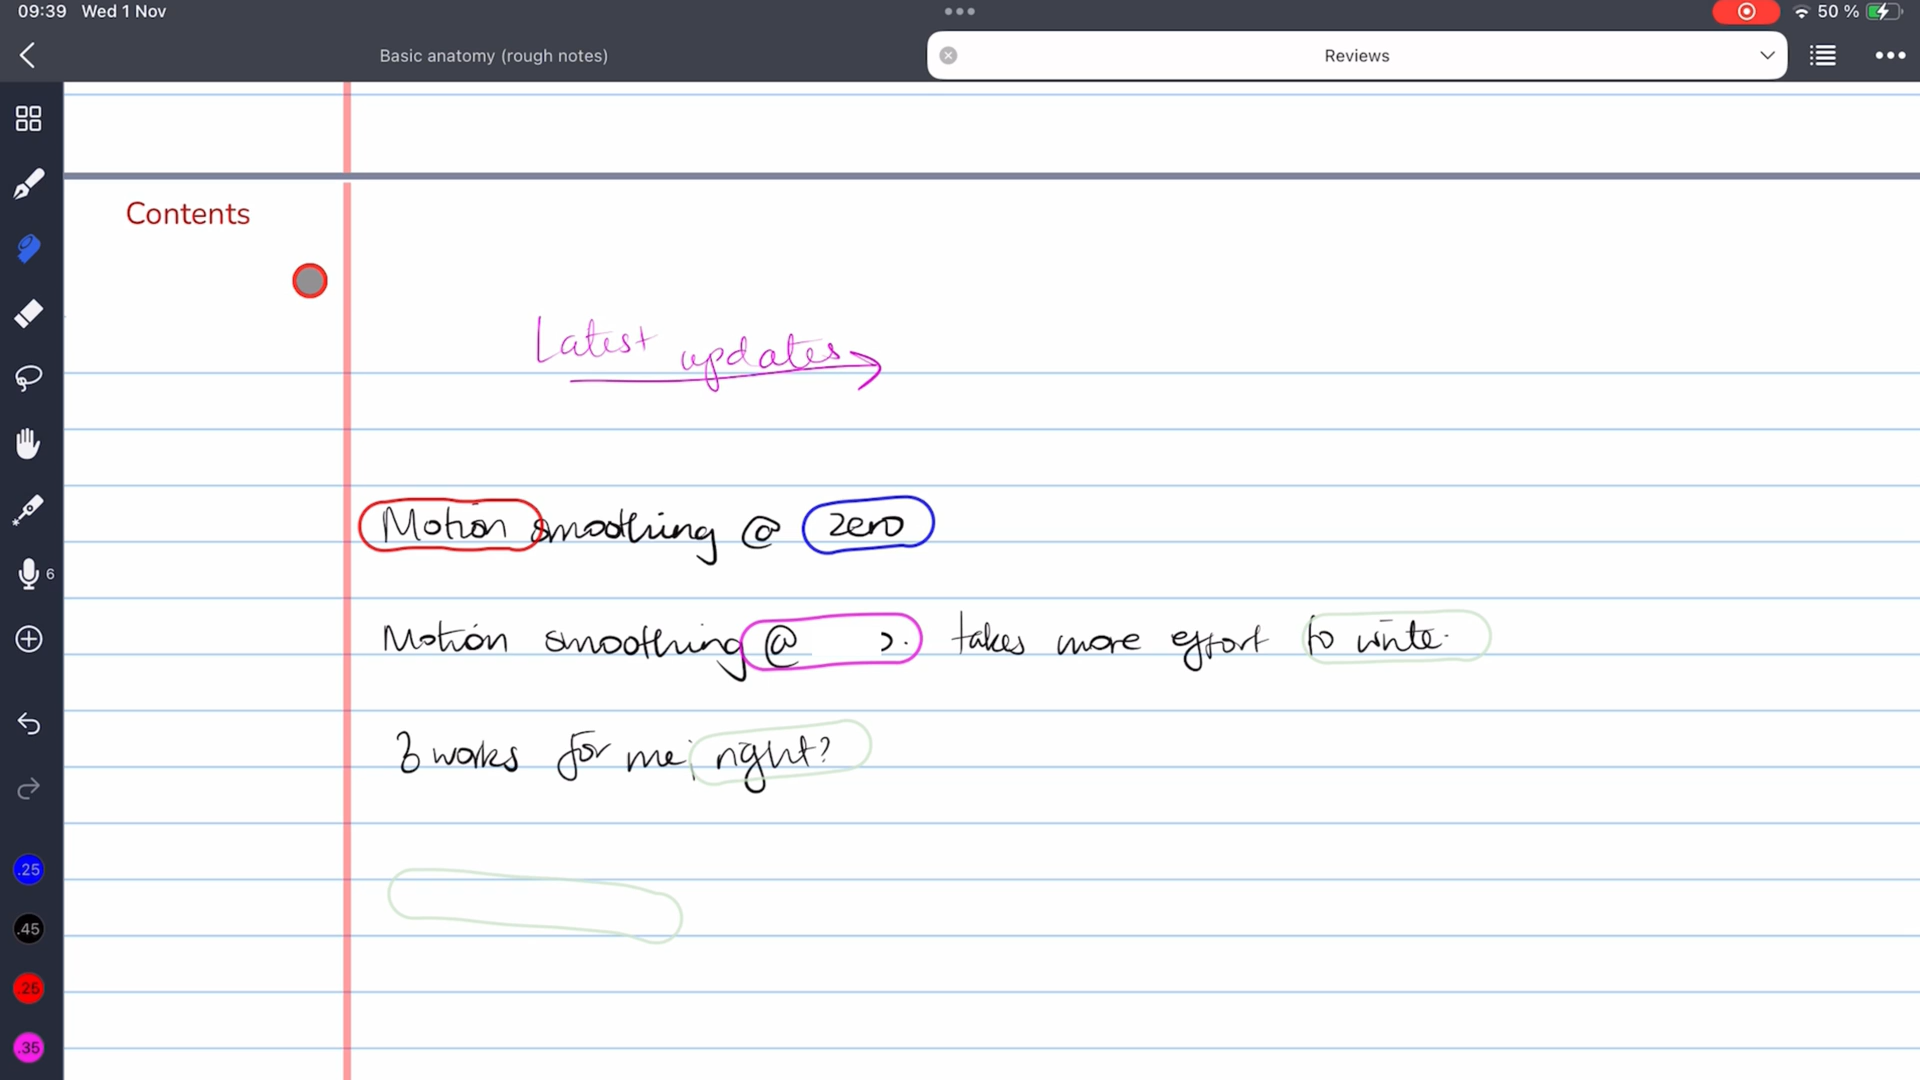 09:39 Wed 1 Nov
50 %
Basic anatomy (rough notes)
Reviews
Contents
Latest updates
Motion smoothing @ zero
Motion smoothing @ takes more effort to write.
3 works for me, right?
6
.25
.45
.25
.35